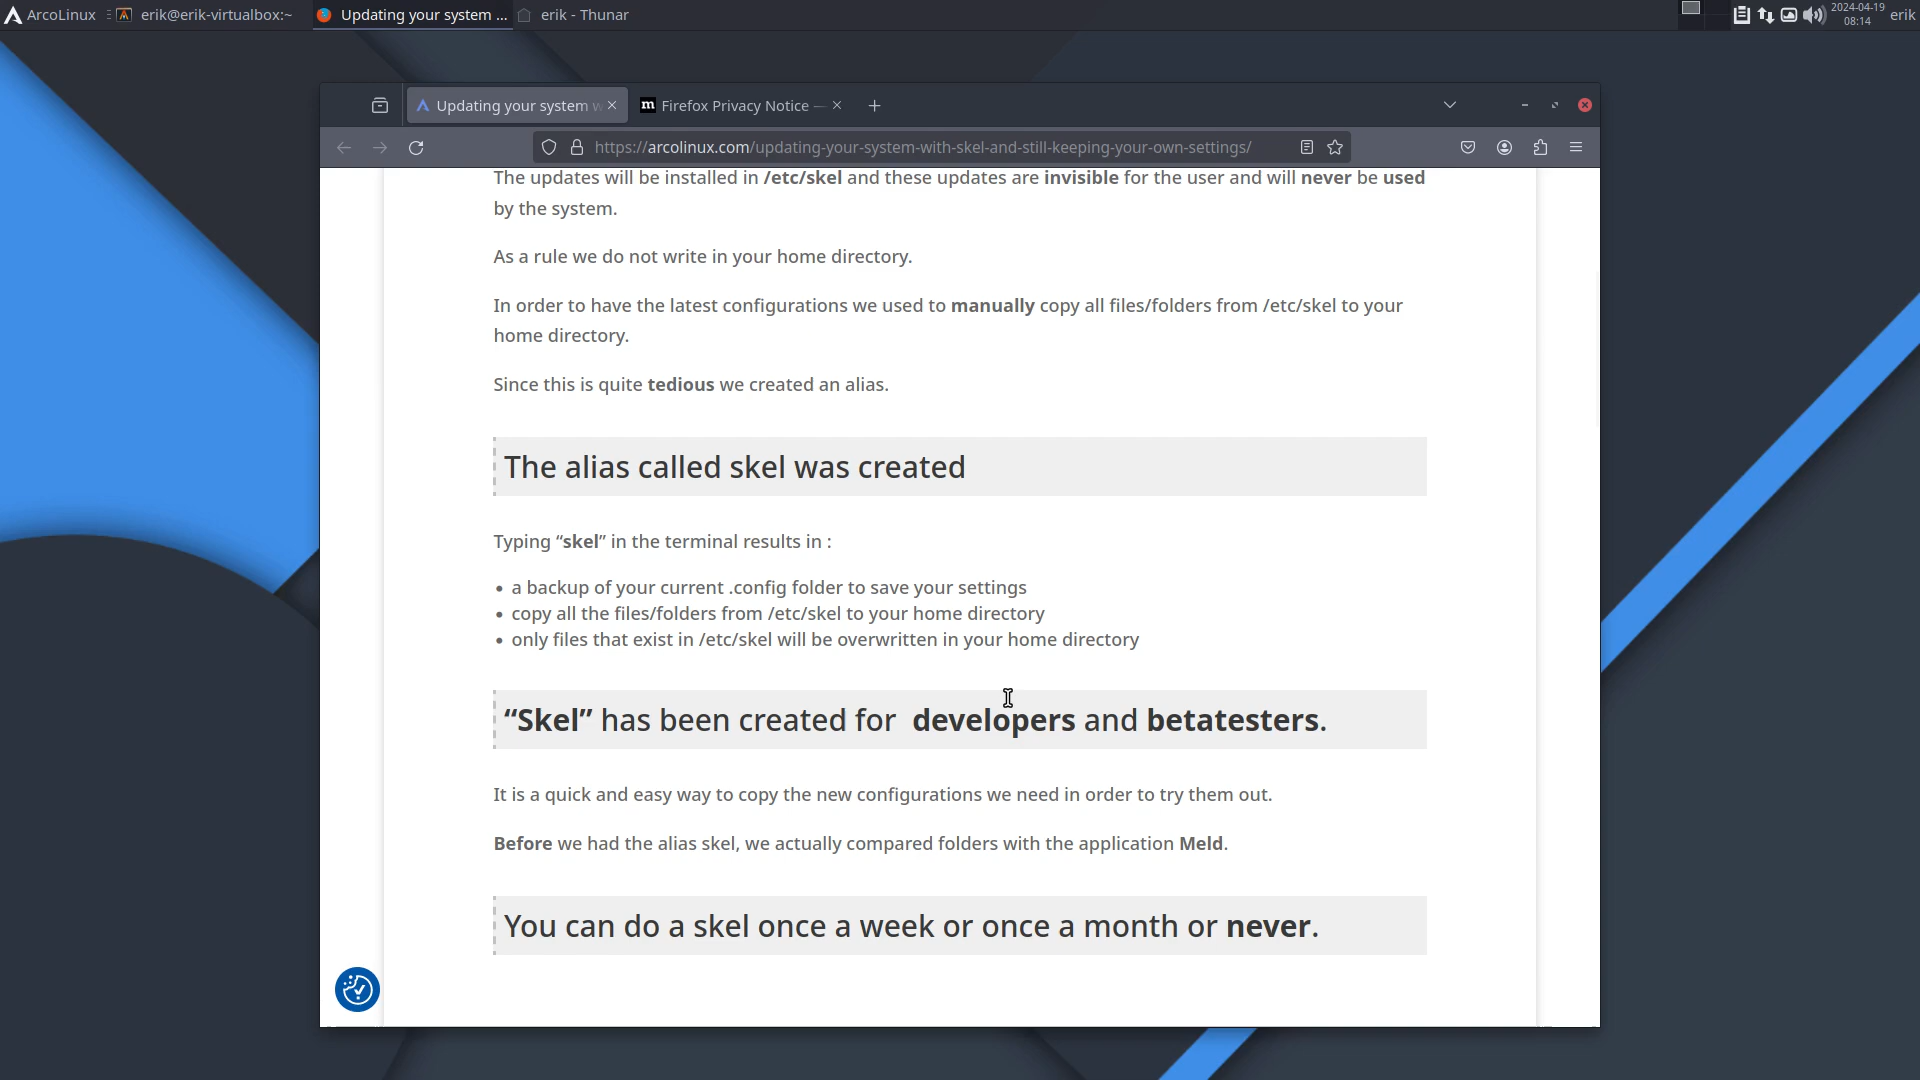 ArcoLinux
erik@erik-virtualbox:~
Updating your system ...
erik - Thunar
2024-04-19
08:14
erik
Updating your system w
Firefox Privacy Notice —
https://arcolinux.com/updating-your-system-with-skel-and-still-keeping-your-own-settings/
The updates will be installed in /etc/skel and these updates are invisible for the user and will never be used
by the system.
As a rule we do not write in your home directory.
In order to have the latest configurations we used to manually copy all files/folders from /etc/skel to your
home directory.
Since this is quite tedious we created an alias.
The alias called skel was created
Typing “skel” in the terminal results in :
• a backup of your current .config folder to save your settings
• copy all the files/folders from /etc/skel to your home directory
• only files that exist in /etc/skel will be overwritten in your home directory
“Skel” has been created for developers and betatesters.
It is a quick and easy way to copy the new configurations we need in order to try them out.
Before we had the alias skel, we actually compared folders with the application Meld.
You can do a skel once a week or once a month or never.